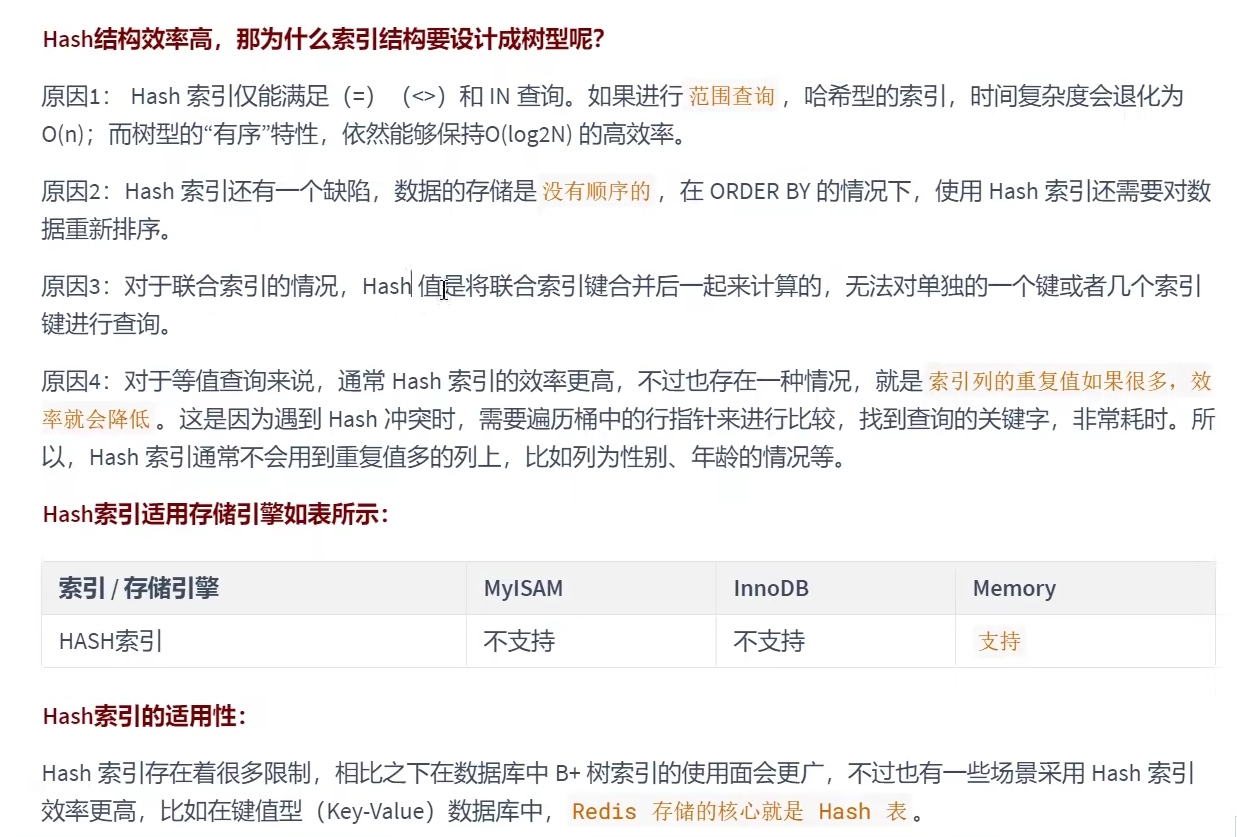 Hash结构效率高，那为什么索引结构要设计成树型呢？
原因1： Hash 索引仅能满足（=）（<>）和 IN 查询。如果进行 范围查询 ，哈希型的索引，时间复杂度会退化为
O(n)；而树型的“有序”特性，依然能够保持O(log2N) 的高效率。
原因2：Hash 索引还有一个缺陷，数据的存储是 没有顺序的 ，在 ORDER BY 的情况下，使用 Hash 索引还需要对数
据重新排序。
原因3：对于联合索引的情况，Hash 值是将联合索引键合并后一起来计算的，无法对单独的一个键或者几个索引
键进行查询。
原因4：对于等值查询来说，通常 Hash 索引的效率更高，不过也存在一种情况，就是 索引列的重复值如果很多，效
率就会降低 。这是因为遇到 Hash 冲突时，需要遍历桶中的行指针来进行比较，找到查询的关键字，非常耗时。所
以，Hash 索引通常不会用到重复值多的列上，比如列为性别、年龄的情况等。
Hash索引适用存储引擎如表所示：
索引 / 存储引擎 MyISAM InnoDB Memory
HASH索引 不支持 不支持 支持
Hash索引的适用性：
Hash 索引存在着很多限制，相比之下在数据库中 B+ 树索引的使用面会更广，不过也有一些场景采用 Hash 索引
效率更高，比如在键值型（Key-Value）数据库中， Redis 存储的核心就是 Hash 表 。